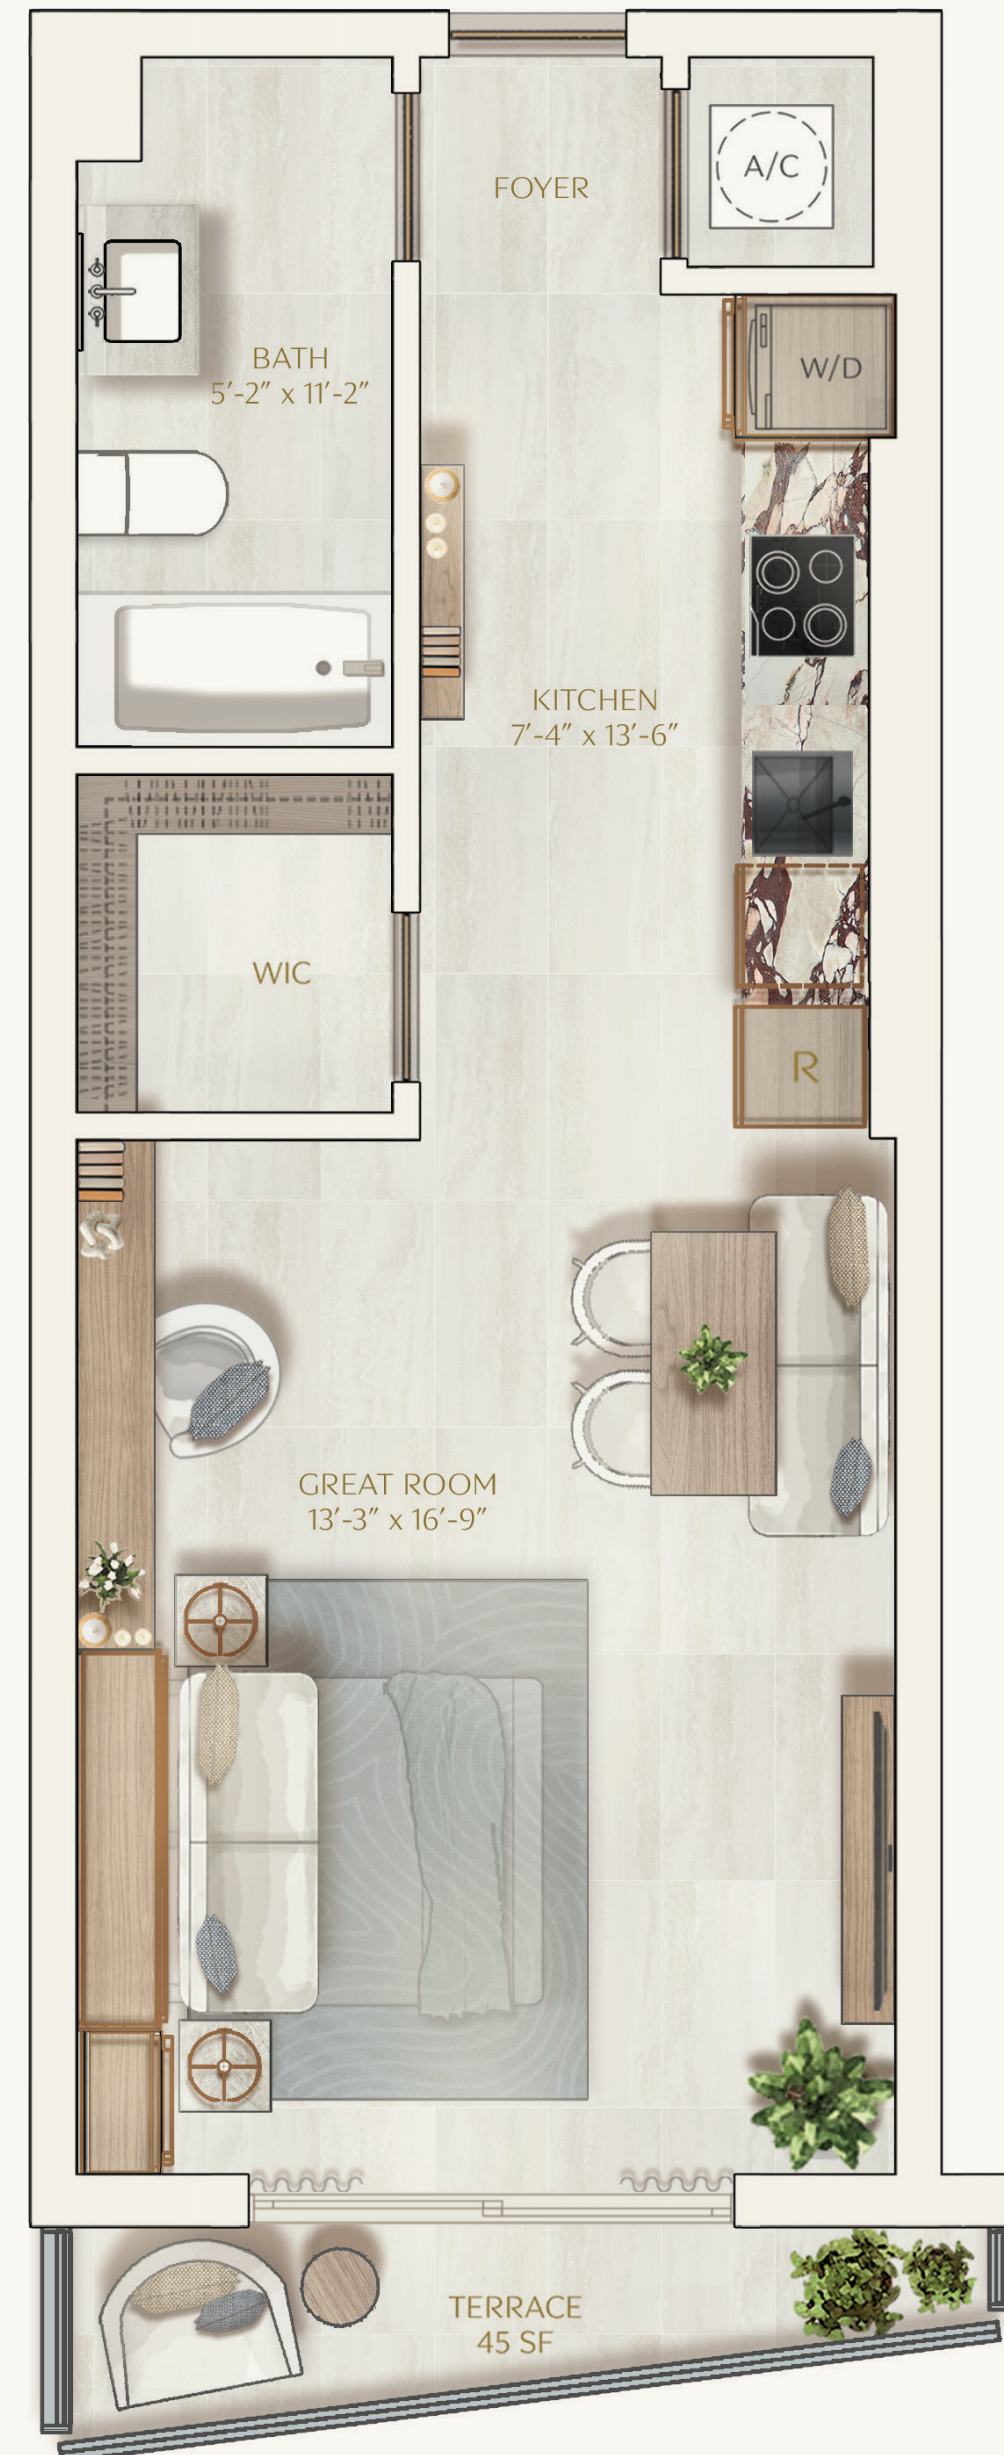 FOYER
A/C
BATH
5'-2" x 11'-2"
W/D
KITCHEN
7'-4" x 13'-6"
WIC
R
GREAT ROOM
13'-3" x 16'-9"
TERRACE
45 SF